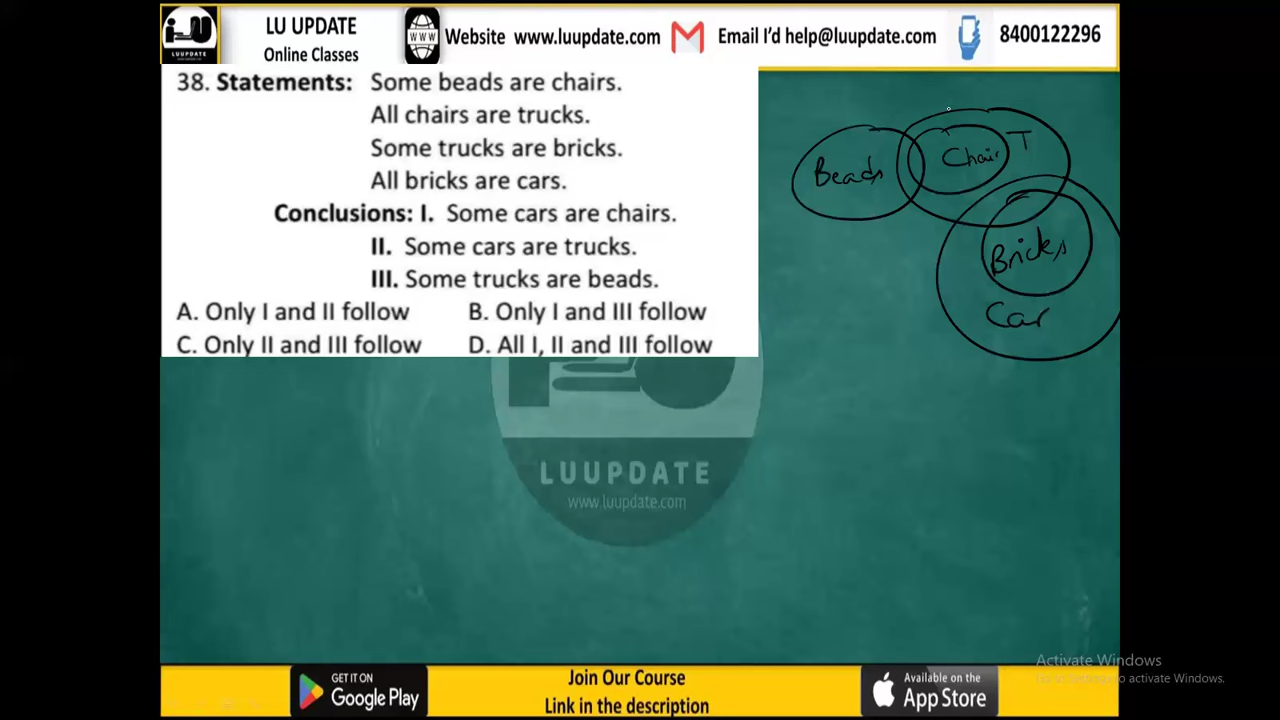 LU UPDATE
Online Classes
LUUPDATE
WWW
Website www.luupdate.com
Email I'd help@luupdate.com
8400122296
38. Statements: Some beads are chairs.
All chairs are trucks.
Some trucks are bricks.
All bricks are cars.
Conclusions: I. Some cars are chairs.
II. Some cars are trucks.
III. Some trucks are beads.
A. Only I and II follow B. Only I and III follow
C. Only II and III follow D. All I, II and III follow
Beads
Chair
T
Bricks
Car
LUUPDATE
www.luupdate.com
Activate Windows
GET IT ON
Google Play
Join Our Course
Link in the description
Available on the
App Store